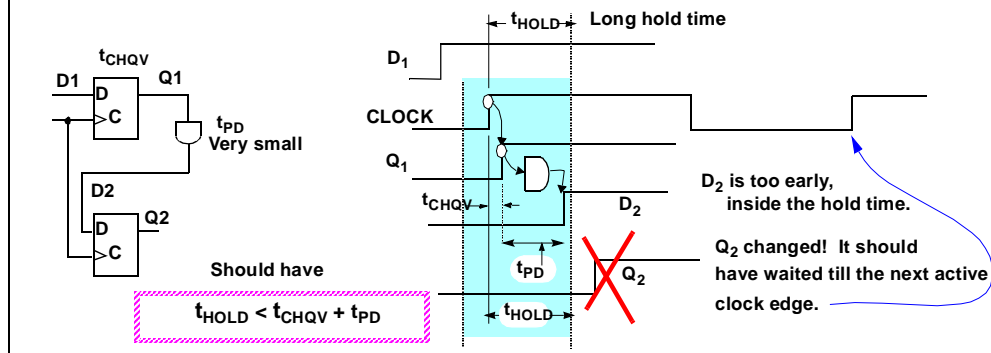 tHOLD
Long hold time
D1
tCHQV
D1
Q1
D
C
tPD
Very small
D2
D
C
Q2
CLOCK
Q1
tCHQV
D2
tPD
Q2
tHOLD
Should have
tHOLD < tCHQV + tPD
D2 is too early,
inside the hold time.
Q2 changed! It should
have waited till the next active
clock edge.